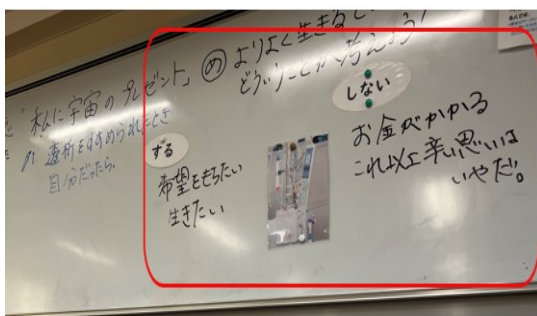 私に宇宙のプレゼント」
をすすめられたとき
自分だったら。
め よりよく生きる
どういうことか考えよう!
する
希望をもちたい
生きたい
しない
お金がかかる
これ以上辛い思いは
いやだ。